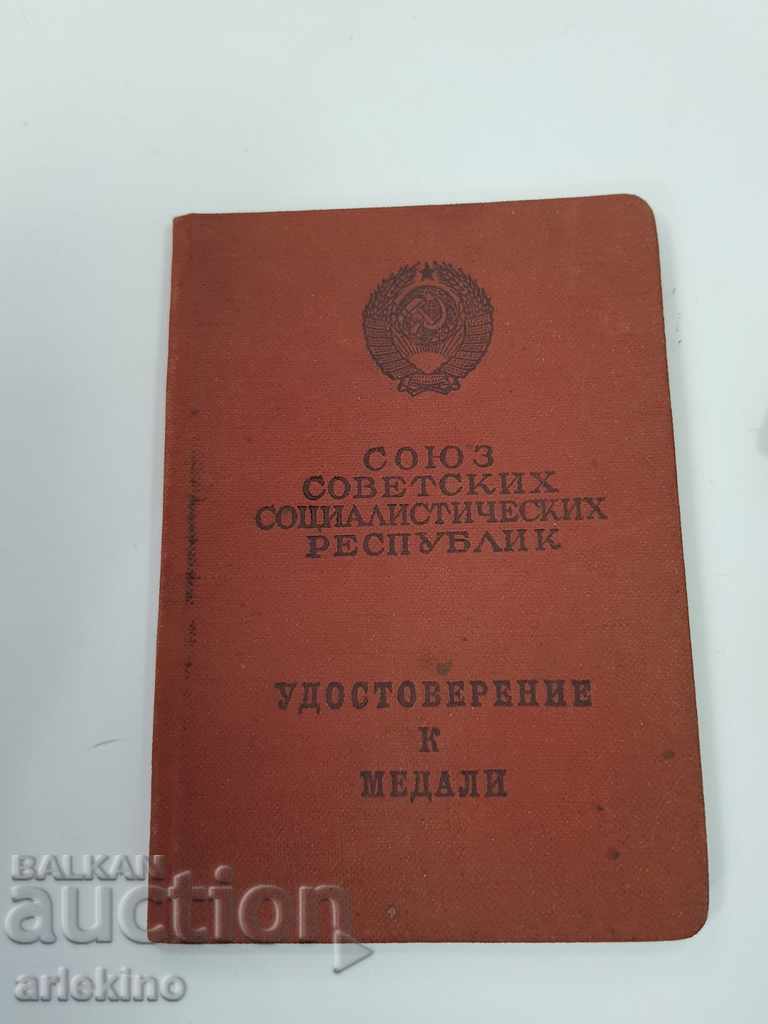 СОЮЗ
СОВЕТСКИХ
СОЦИАЛИСТИЧЕСКИХ
РЕСПУБЛИК
УДОСТОВЕРЕНИЕ
К
МЕДАЛИ
BALKAN
auction
arlekino